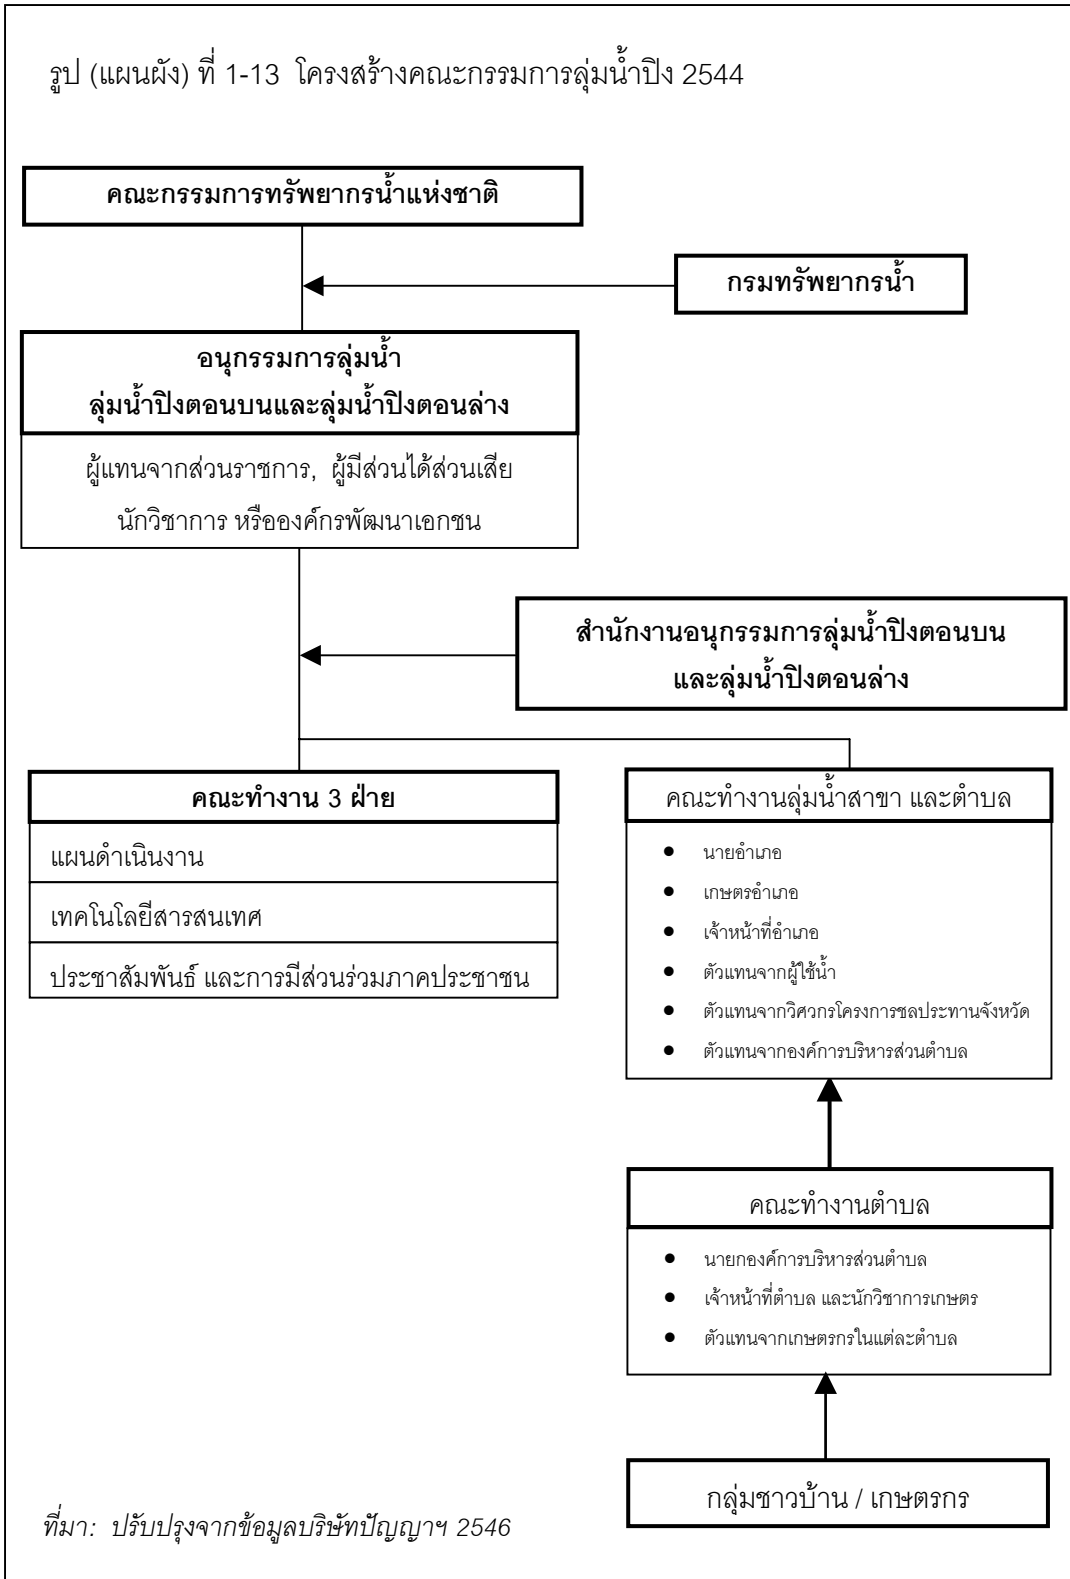 รูป (แผนผัง) ที่ 1-13 โครงสร้างคณะกรรมการลุ่มน้ำปิง 2544
คณะกรรมการทรัพยากรน้ำแห่งชาติ
กรมทรัพยากรน้ำ
อนุกรรมการลุ่มน้ำ
ลุ่มน้ำปิงตอนบนและลุ่มน้ำปิงตอนล่าง
ผู้แทนจากส่วนราชการ, ผู้มีส่วนได้ส่วนเสีย
นักวิชาการ หรือองค์กรพัฒนาเอกชน
สำนักงานอนุกรรมการลุ่มน้ำปิงตอนบน
และลุ่มน้ำปิงตอนล่าง
คณะทำงาน 3 ฝ่าย
แผนดำเนินงาน
เทคโนโลยีสารสนเทศ
ประชาสัมพันธ์ และการมีส่วนร่วมภาคประชาชน
คณะทำงานลุ่มน้ำสาขา และตำบล
● นายอำเภอ
● เกษตรอำเภอ
● เจ้าหน้าที่อำเภอ
● ตัวแทนจากผู้ใช้น้ำ
● ตัวแทนจากวิศวกรโครงการชลประทานจังหวัด
● ตัวแทนจากองค์การบริหารส่วนตำบล
คณะทำงานตำบล
● นายกองค์การบริหารส่วนตำบล
● เจ้าหน้าที่ตำบล และนักวิชาการเกษตร
● ตัวแทนจากเกษตรกรในแต่ละตำบล
กลุ่มชาวบ้าน / เกษตรกร
ที่มา: ปรับปรุงจากข้อมูลบริษัทปัญญาฯ 2546